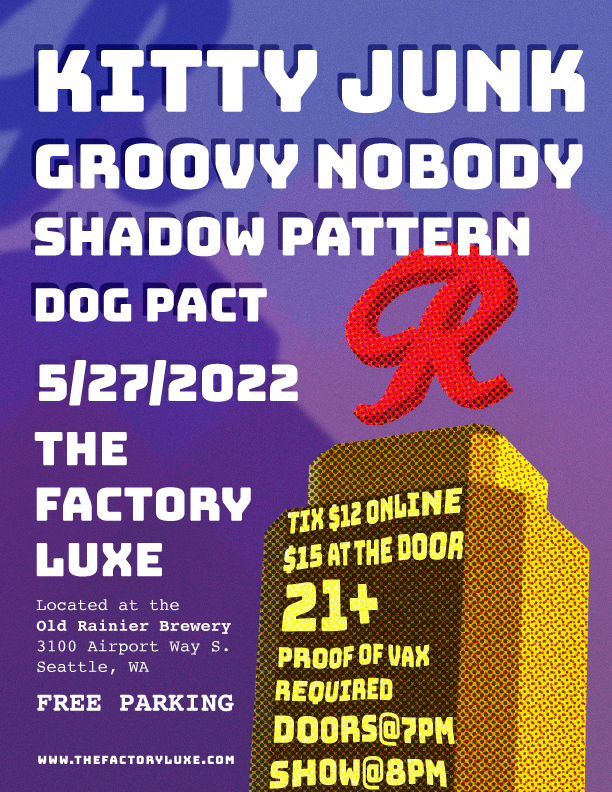 KITTY JUNK
GROOVY NOBODY
SHADOW PATTERN
DOG PACT
5/27/2022
THE
FACTORY
LUXE
Located at the
Old Rainier Brewery
3100 Airport Way S.
Seattle, WA
FREE PARKING
WWW.THEFACTORYLUXE.COM
R
TIX $12 ONLINE
$15 AT THE DOOR
21+
PROOF OF VAX
REQUIRED
DOORS@7PM
SHOW@8PM